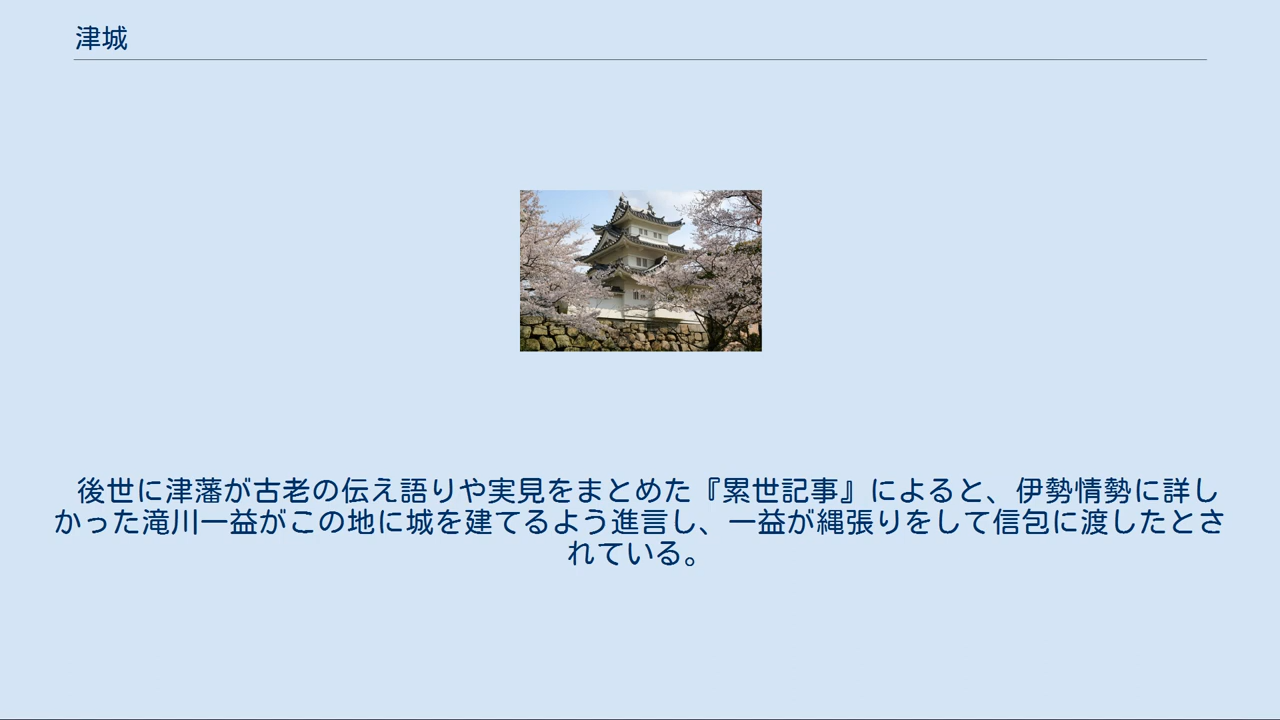 津城
後世に津藩が古老の伝え語りや実見をまとめた『累世記事』によると、伊勢情勢に詳し
かった滝川一益がこの地に城を建てるよう進言し、一益が縄張りをして信包に渡したとさ
れている。